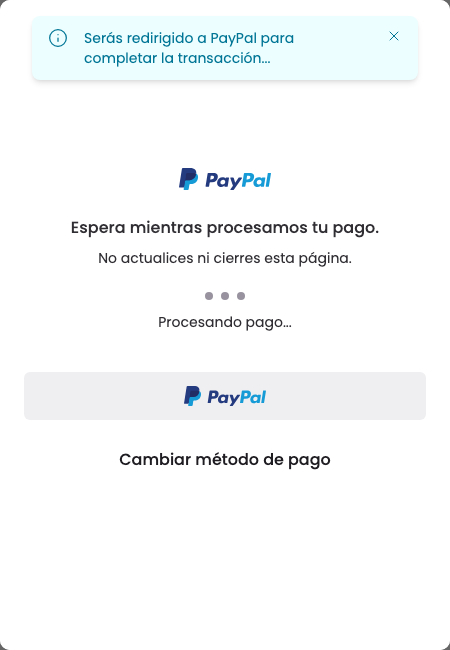 Serás redirigido a PayPal para
completar la transacción...
PayPal
Espera mientras procesamos tu pago.
No actualices ni cierres esta página.
Procesando pago...
PayPal
Cambiar método de pago